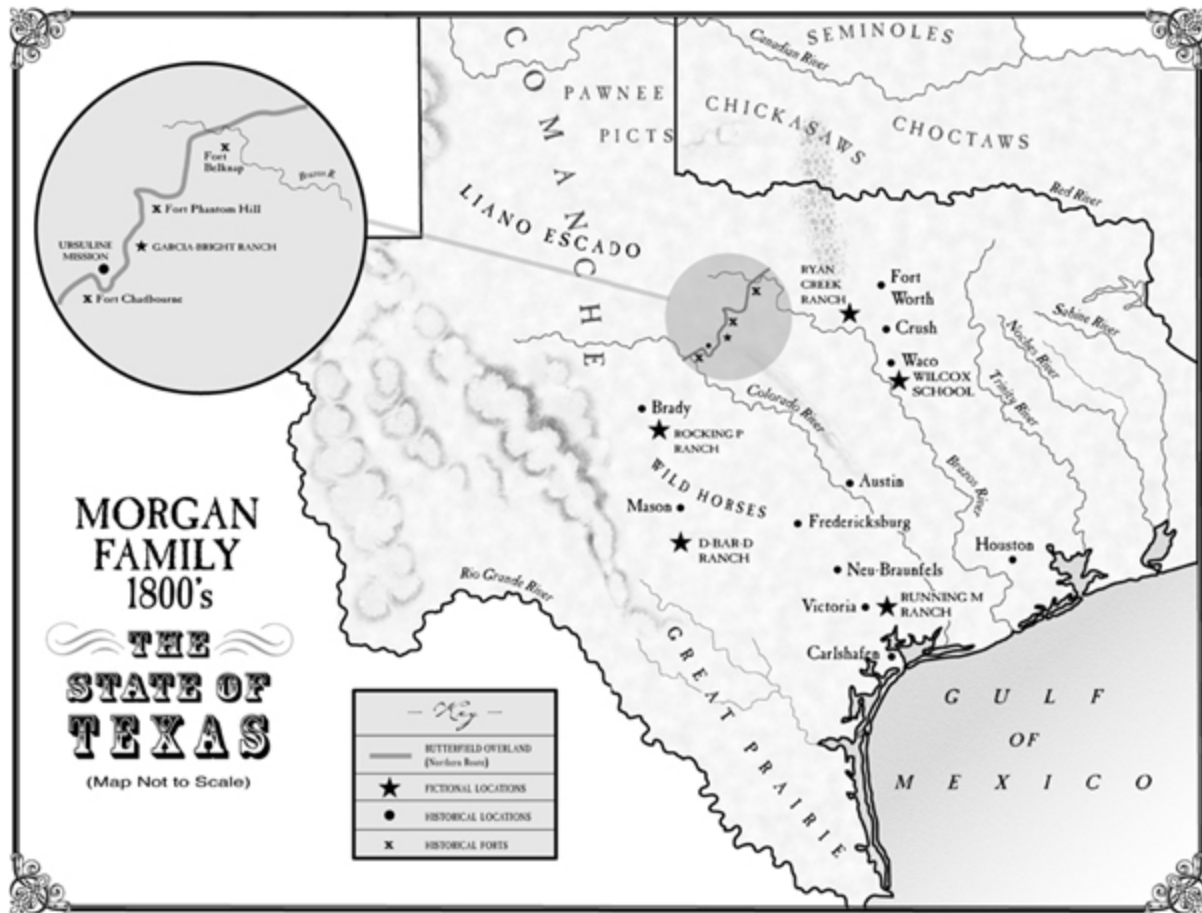 SEMINOLES
Canadian River
COMANCHE
PAWNEE
PICTS
CHICKASAWS
CHOCTAWS
Red River
LIANO ESCADO
Fort
Belknap
Brazos R.
Fort Phantom Hill
URSULINE
MISSION
GARCIA-BRIGHT RANCH
Fort Chadbourne
RYAN
CREEK
RANCH
Fort
Worth
Crush
Waco
WILCOX
SCHOOL
Sabine River
Neches River
Trinity River
Colorado River
Brady
ROCKING P
RANCH
WILD HORSES
Mason
D-BAR-D
RANCH
Austin
Brazos River
Fredericksburg
Houston
Neu-Braunfels
Victoria
RUNNING M
RANCH
Carlshafen
Rio Grande River
GREAT PRAIRIE
GULF
OF
MEXICO
MORGAN
FAMILY
1800's
THE
STATE OF
TEXAS
(Map Not to Scale)
Key
BUTTERFIELD OVERLAND
(Northern Route)
FICTIONAL LOCATIONS
HISTORICAL LOCATIONS
x HISTORICAL FORTS